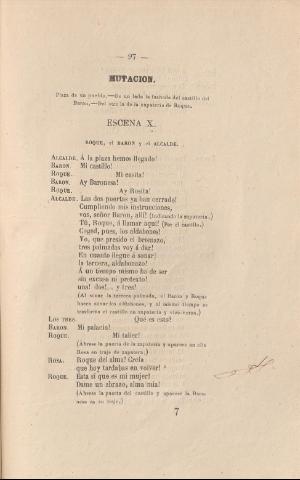 — 97 —
MUTACION.
Plaza de un pueblo.—De un lado la fachada del castillo del
Baron,—Del otro la de la zapatería de Roque.
ESCENA X.
ROQUE, el BARON y el ALCALDE.
ALCALDE. Á la plaza hemos llegado!
BARON. Mi castillo!
ROQUE. Mi casita!
BARON. Ay Baronesa!
ROQUE. Ay Rosita!
ALCALDE. Las dos puertas ya han cerrado!
Cumpliendo mis instrucciones,
vos, señor Baron, allí! (Indicando la zapatería.)
Tú, Roque, á llamar aquí! (Por el castillo.)
Coged, pues, los aldabones!
Yo, que presido el bromazo,
tres palmadas voy á dar!
En cuanto llegue á sonar
la tercera, aldabonazo!
Á un tiempo mismo ha de ser
sin excusa ni pretexto!
una! dos!... y tres!
(Al sonar la tercera palmada, el Baron y Roque
hacen sonar los aldabones, y al mismo tiempo se
trasforma el castillo en zapatería y vice-versa.)
LOS TRES. Qué es esto?
BARON. Mi palacio!
ROQUE. Mi taller!
(Ábrese la puerta de la zapatería y aparece en ella
Rosa en traje de zapatera.)
ROSA. Roque del alma! Creía
que hoy tardabas en volver!
ROQUE. Esta sí que es mi mujer!
Dame un abrazo, alma mia!
(Ábrese la puerta del castillo y aparece la Baro-
nesa en su traje.)
7